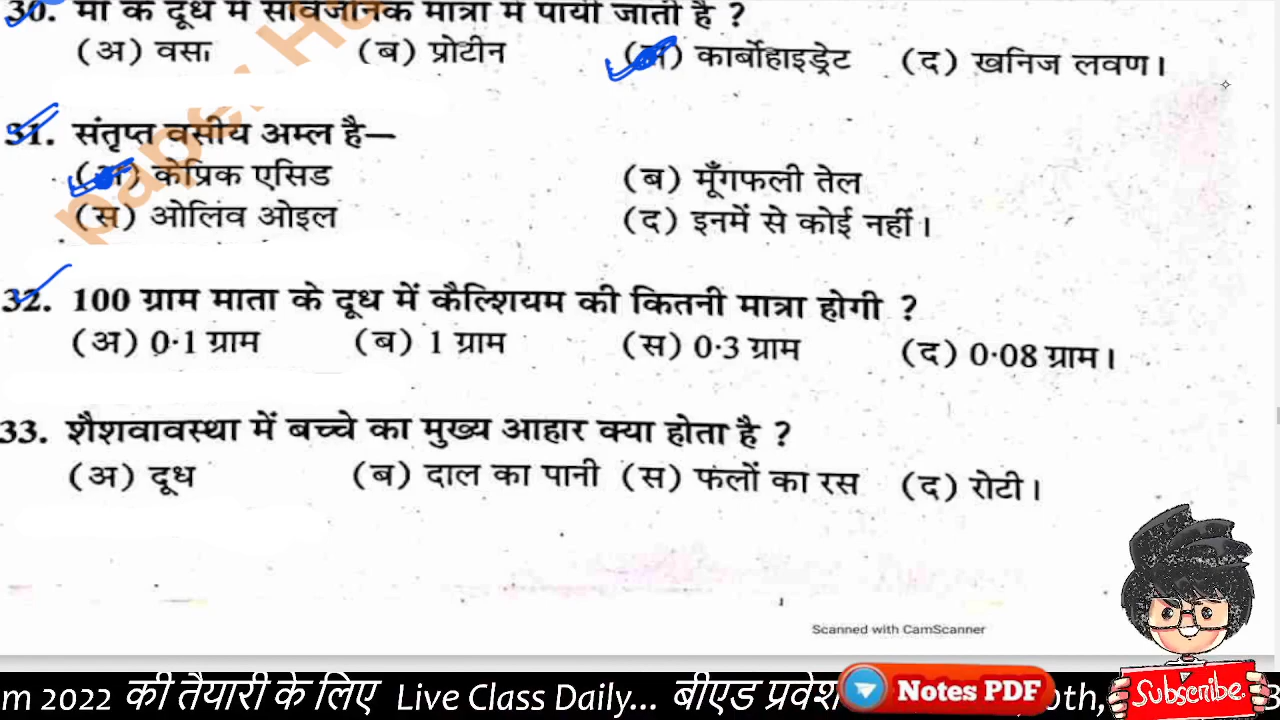 30. माँ के दूध में सर्वाजनिक मात्रा में पायी जाती है ?
(अ) वसा (ब) प्रोटीन (स) कार्बोहाइड्रेट (द) खनिज लवण।
31. संतृप्त वसीय अम्ल है—
(अ) केप्रिक एसिड (ब) मूँगफली तेल
(स) ओलिव ओइल (द) इनमें से कोई नहीं।
32. 100 ग्राम माता के दूध में कैल्शियम की कितनी मात्रा होगी ?
(अ) 0·1 ग्राम (ब) 1 ग्राम (स) 0·3 ग्राम (द) 0·08 ग्राम।
33. शैशवावस्था में बच्चे का मुख्य आहार क्या होता है ?
(अ) दूध (ब) दाल का पानी (स) फलों का रस (द) रोटी।
Scanned with CamScanner
m 2022 की तैयारी के लिए Live Class Daily... बीएड प्रवेश
Notes PDF
Subscribe